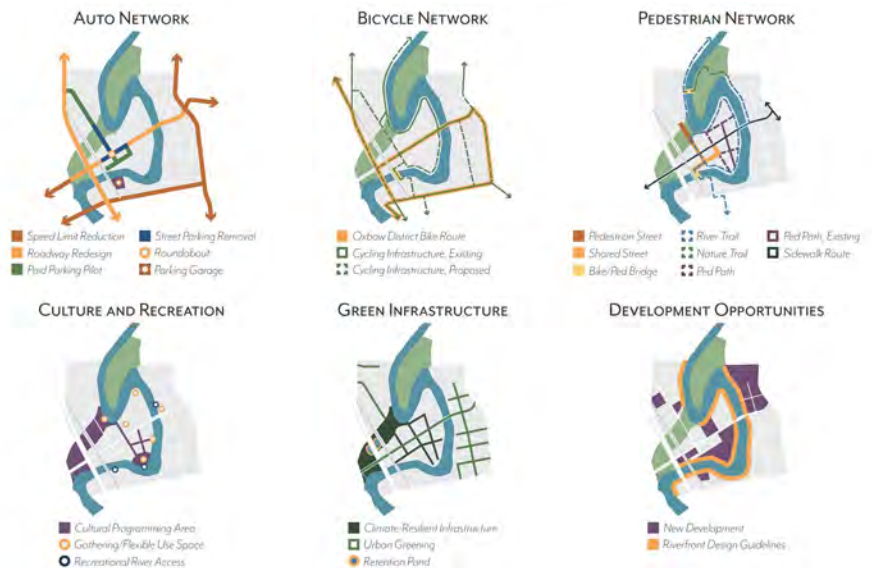 AUTO NETWORK
BICYCLE NETWORK
PEDESTRIAN NETWORK
Speed Limit Reduction
Street Parking Removal
Roadway Redesign
Roundabout
Paid Parking Pilot
Parking Garage
Oxbow District Bike Route
Cycling Infrastructure, Existing
Cycling Infrastructure, Proposed
Pedestrian Street
River Trail
Ped Path, Existing
Shared Street
Nature Trail
Sidewalk Route
Bike/Ped Bridge
Ped Path
CULTURE AND RECREATION
GREEN INFRASTRUCTURE
DEVELOPMENT OPPORTUNITIES
Cultural Programming Area
Gathering/Flexible Use Space
Recreational River Access
Climate-Resilient Infrastructure
Urban Greening
Retention Pond
New Development
Riverfront Design Guidelines